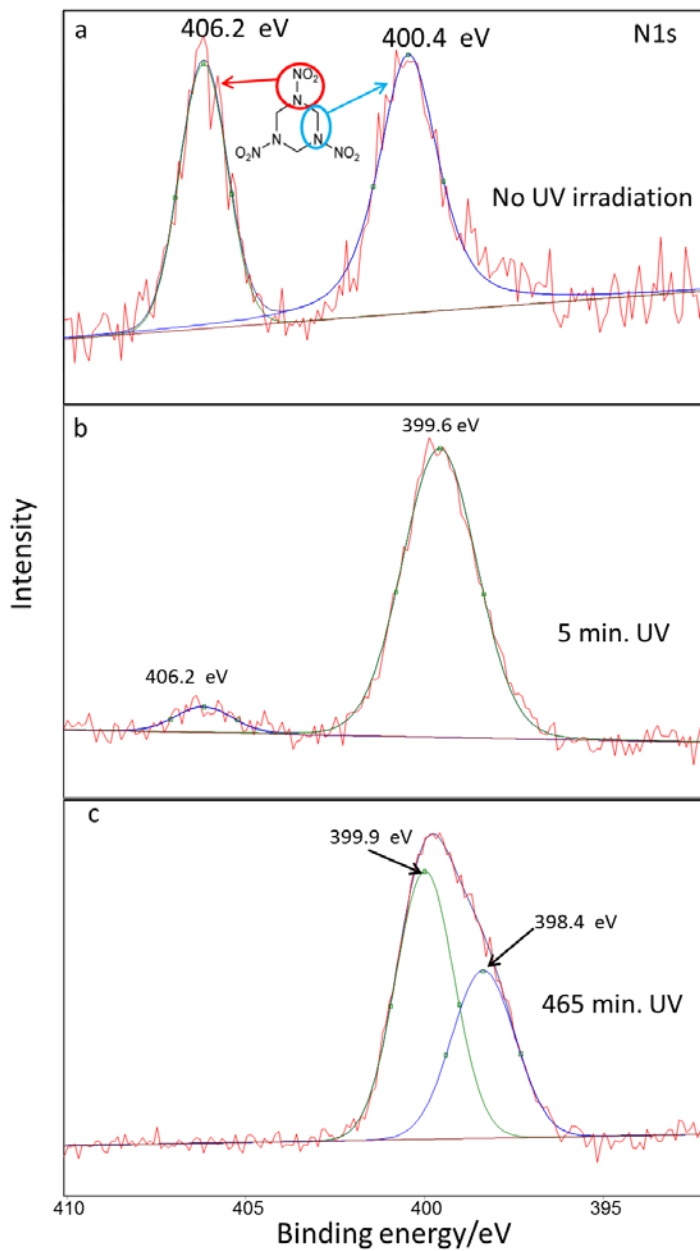 a
406.2 eV
400.4 eV
N1s
NO₂
N
O₂N
N
N
NO₂
No UV irradiation
b
399.6 eV
406.2 eV
5 min. UV
c
399.9 eV
398.4 eV
465 min. UV
Intensity
410
405
400
395
Binding energy/eV